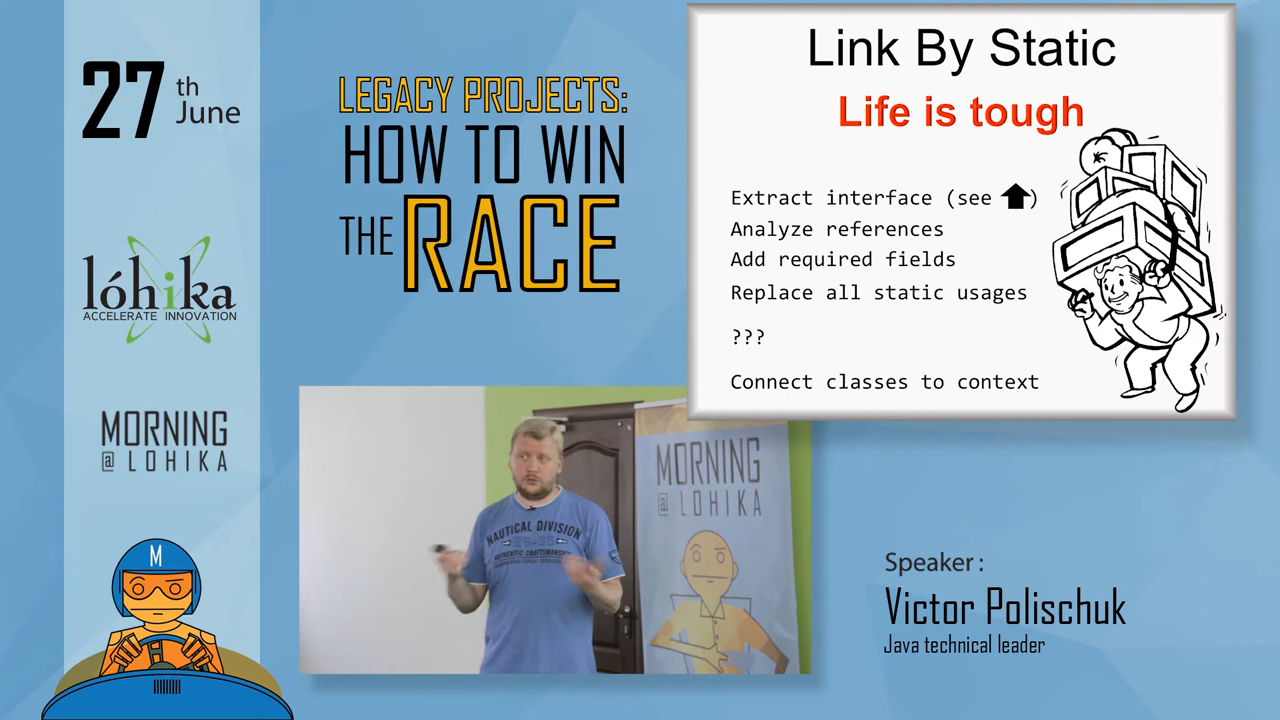 27
th
June
lóhika
ACCELERATE INNOVATION
MORNING
@ LOHIKA
M
LEGACY PROJECTS:
HOW TO WIN
THE RACE
Link By Static
Life is tough
Extract interface (see ⬆)
Analyze references
Add required fields
Replace all static usages
???
Connect classes to context
NAUTICAL DIVISION
AUTHENTIC CRAFTSMANSHIP
MORNING
@ LOHIKA
Speaker:
Victor Polischuk
Java technical leader